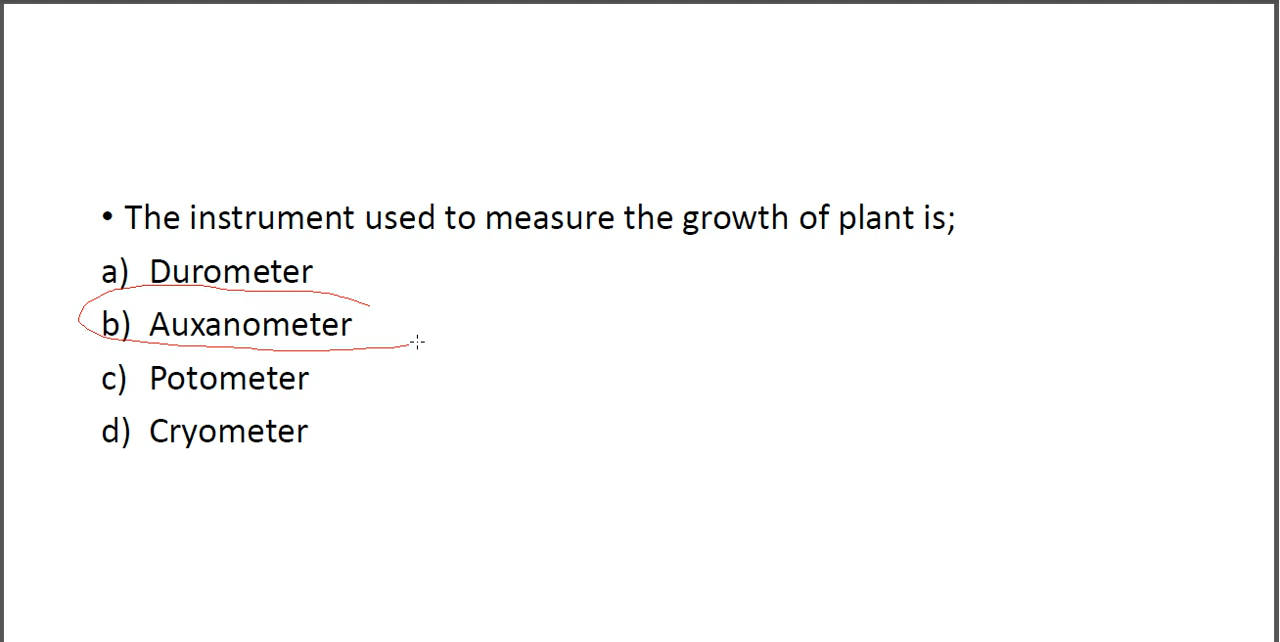 • The instrument used to measure the growth of plant is;
a) Durometer
b) Auxanometer
c) Potometer
d) Cryometer